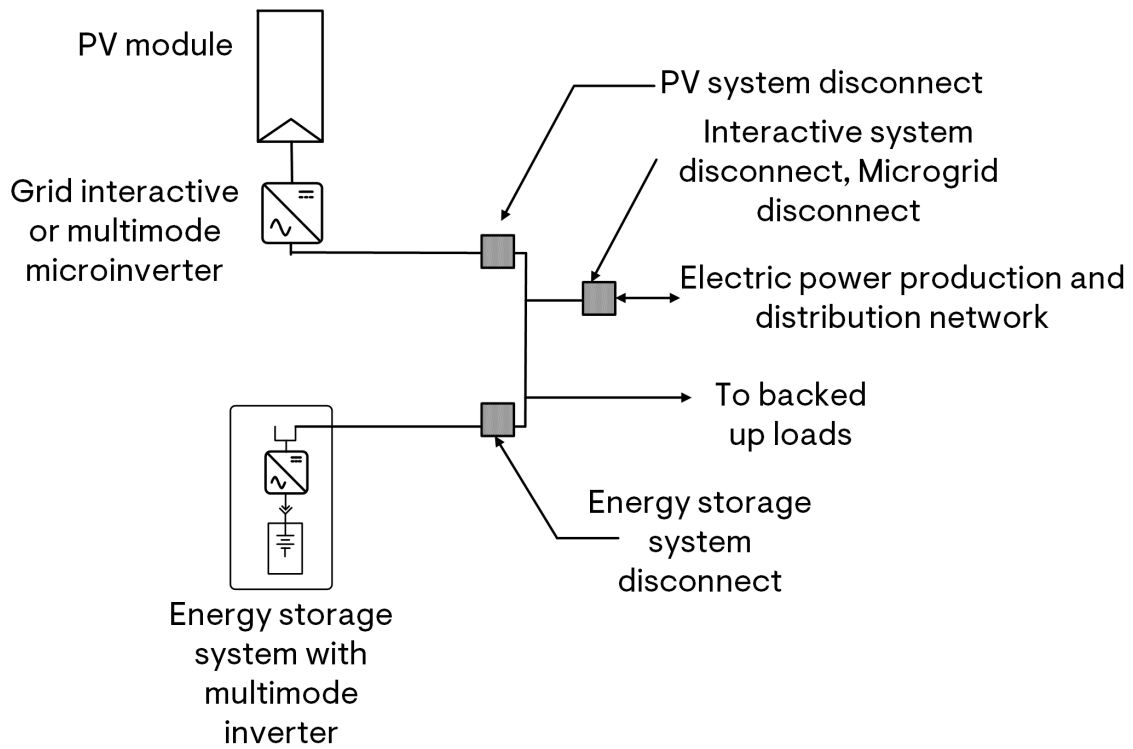 PV module
PV system disconnect
Interactive system
disconnect, Microgrid
disconnect
Grid interactive
or multimode
microinverter
Electric power production and
distribution network
To backed
up loads
Energy storage
system
disconnect
Energy storage
system with
multimode
inverter